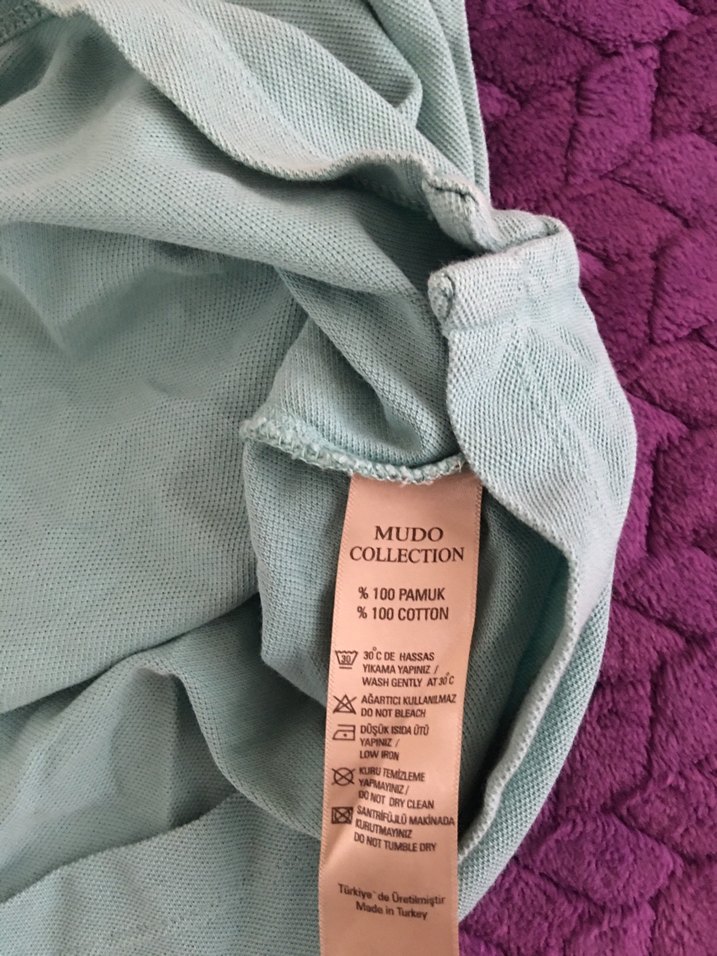 MUDO
COLLECTION
% 100 PAMUK
% 100 COTTON
30
30°C DE HASSAS
YIKAMA YAPINIZ /
WASH GENTLY AT 30°C
AĞARTICI KULLANILMAZ
DO NOT BLEACH
DÜŞÜK ISIDA ÜTÜ
YAPINIZ /
LOW IRON
KURU TEMİZLEME
YAPMAYINIZ /
DO NOT DRY CLEAN
SANTRİFÜJLÜ MAKİNADA
KURUTMAYINIZ
DO NOT TUMBLE DRY
Türkiye`de Üretilmiştir
Made in Turkey